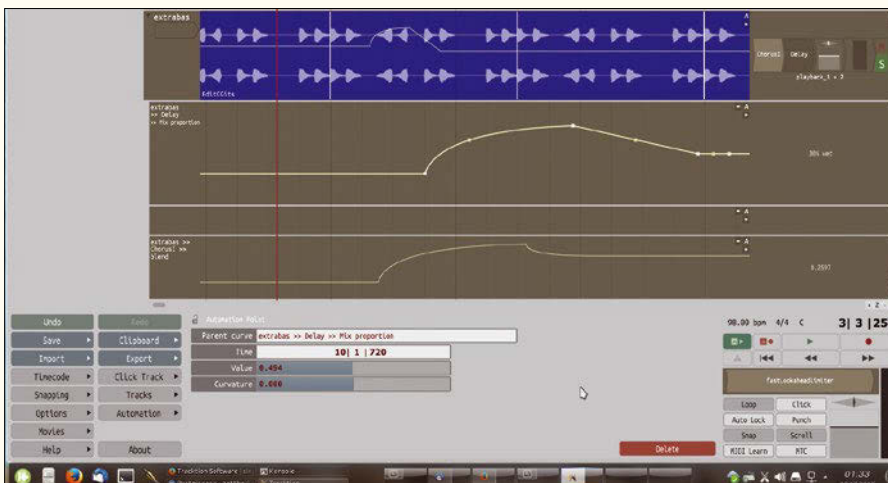 extrabas
A
EditClite
Chorus1
Delay
S
playback_1 + 2
extrabas
>> Delay
>> Mix proportion
A
30% wet
A
extrabas >>
Chorus1 >>
blend
A
0.2597
2
Undo
Redo
Automation Point
98.00 bpm 4/4 C
3| 3 |25
Save
Clipboard
Parent curve
extrabas >> Delay >> Mix proportion
Import
Export
Time
10| 1 |720
Timecode
Click Track
Value
0.494
Snapping
Tracks
Curvature
0.000
FastLookaheadLimiter
Options
Automation
Loop
Click
Movies
Auto Lock
Punch
Help
About
Delete
Snap
Scroll
MIDI Learn
MTC
Tracktion Software
Konsole
01:33